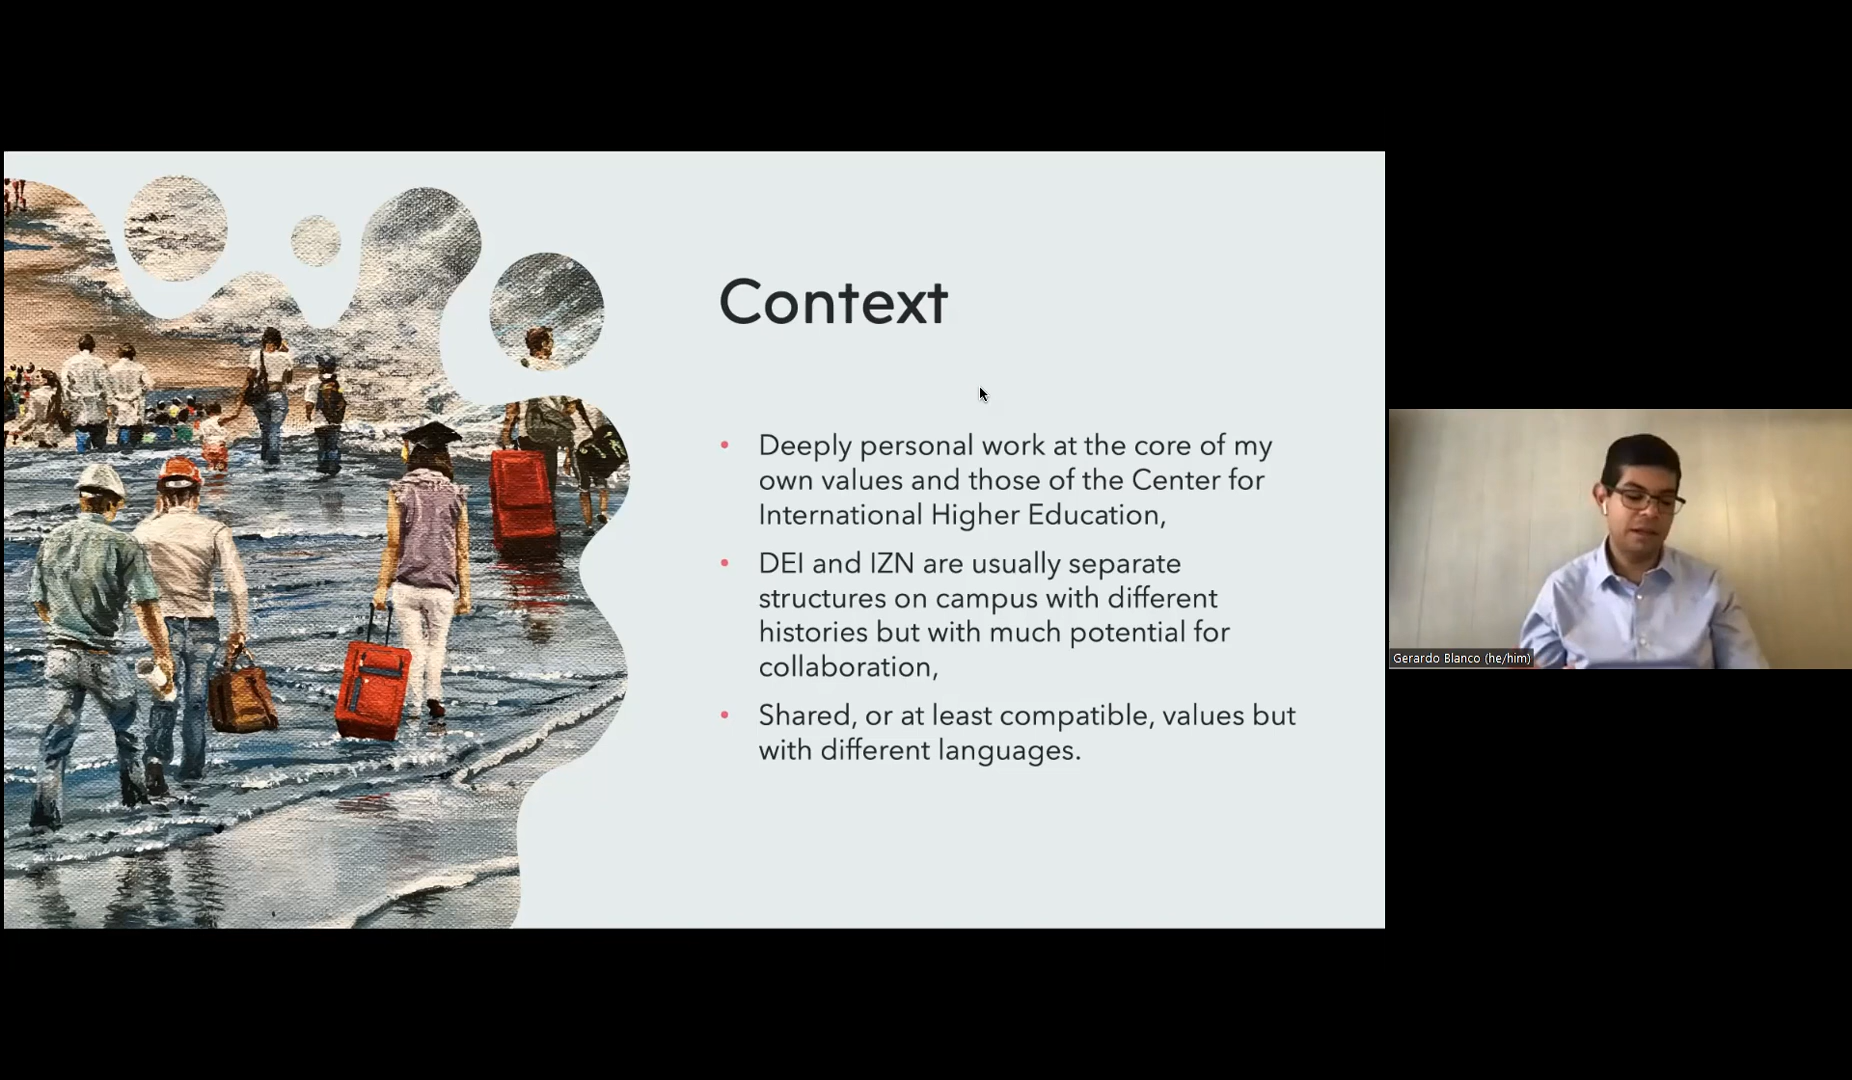 Context
• Deeply personal work at the core of my
own values and those of the Center for
International Higher Education,
• DEI and IZN are usually separate
structures on campus with different
histories but with much potential for
collaboration,
• Shared, or at least compatible, values but
with different languages.
Gerardo Blanco (he/him)